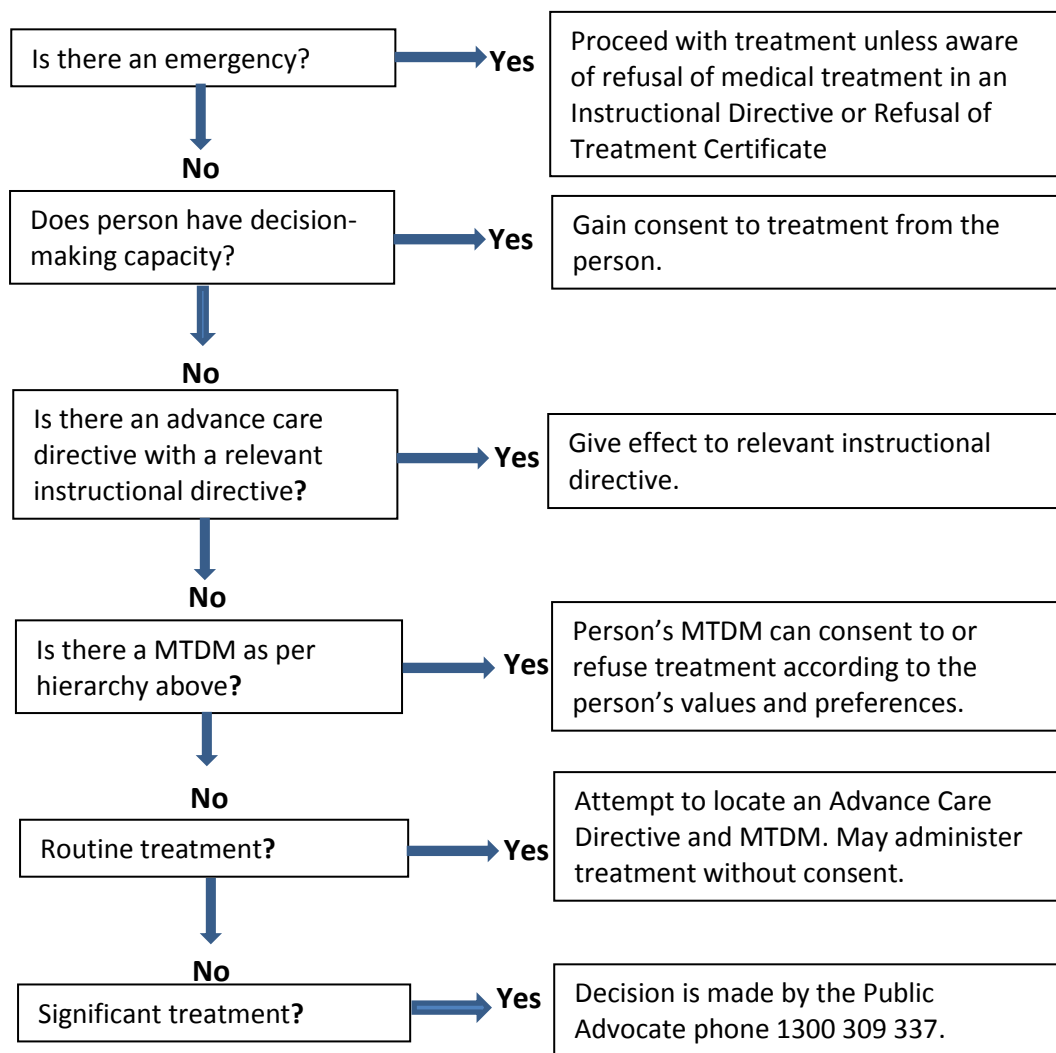 Is there an emergency?
Yes
Proceed with treatment unless aware
of refusal of medical treatment in an
Instructional Directive or Refusal of
Treatment Certificate
No
Does person have decision-
making capacity?
Yes
Gain consent to treatment from the
person.
No
Is there an advance care
directive with a relevant
instructional directive?
Yes
Give effect to relevant instructional
directive.
No
Is there a MTDM as per
hierarchy above?
Yes
Person’s MTDM can consent to or
refuse treatment according to the
person’s values and preferences.
No
Routine treatment?
Yes
Attempt to locate an Advance Care
Directive and MTDM. May administer
treatment without consent.
No
Significant treatment?
Yes
Decision is made by the Public
Advocate phone 1300 309 337.